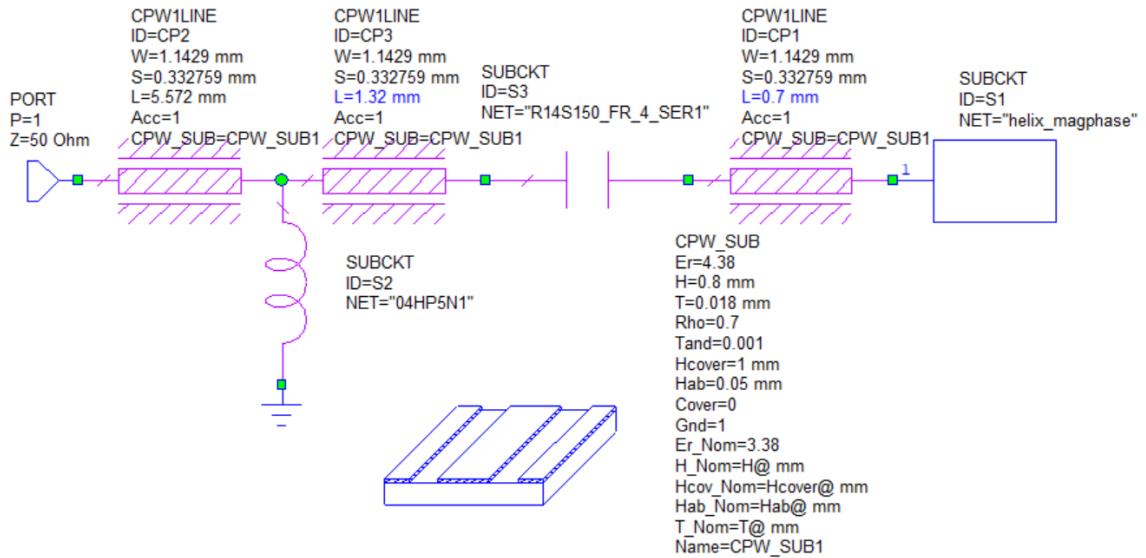 PORT
P=1
Z=50 Ohm
CPW1LINE
ID=CP2
W=1.1429 mm
S=0.332759 mm
L=5.572 mm
Acc=1
CPW_SUB=CPW_SUB1
CPW1LINE
ID=CP3
W=1.1429 mm
S=0.332759 mm
L=1.32 mm
Acc=1
CPW_SUB=CPW_SUB1
SUBCKT
ID=S3
NET="R14S150_FR_4_SER1"
CPW1LINE
ID=CP1
W=1.1429 mm
S=0.332759 mm
L=0.7 mm
Acc=1
CPW_SUB=CPW_SUB1
SUBCKT
ID=S1
NET="helix_magphase"
1
SUBCKT
ID=S2
NET="04HP5N1"
CPW_SUB
Er=4.38
H=0.8 mm
T=0.018 mm
Rho=0.7
Tand=0.001
Hcover=1 mm
Hab=0.05 mm
Cover=0
Gnd=1
Er_Nom=3.38
H_Nom=H@ mm
Hcov_Nom=Hcover@ mm
Hab_Nom=Hab@ mm
T_Nom=T@ mm
Name=CPW_SUB1